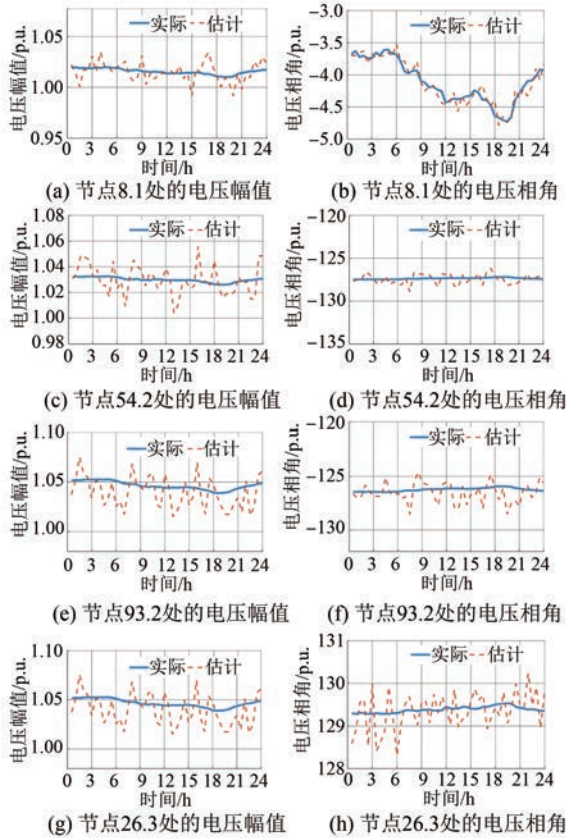 电压幅值/p.u.
1.05
1.00
0.95
实际 估计
0 3 6 9 12 15 18 21 24
时间/h
(a) 节点8.1处的电压幅值
电压相角/p.u.
-3.0
-3.5
-4.0
-4.5
-5.0
实际 估计
0 3 6 9 12 15 18 21 24
时间/h
(b) 节点8.1处的电压相角
电压幅值/p.u.
1.08
1.06
1.04
1.02
1.00
0.98
实际 估计
0 3 6 9 12 15 18 21 24
时间/h
(c) 节点54.2处的电压幅值
电压相角/p.u.
-120
-125
-130
-135
实际 估计
0 3 6 9 12 15 18 21 24
时间/h
(d) 节点54.2处的电压相角
电压幅值/p.u.
1.10
1.05
1.00
实际 估计
0 3 6 9 12 15 18 21 24
时间/h
(e) 节点93.2处的电压幅值
电压相角/p.u.
-120
-125
-130
实际 估计
0 3 6 9 12 15 18 21 24
时间/h
(f) 节点93.2处的电压相角
电压幅值/p.u.
1.10
1.05
1.00
实际 估计
0 3 6 9 12 15 18 21 24
时间/h
(g) 节点26.3处的电压幅值
电压相角/p.u.
131
130
129
128
实际 估计
0 3 6 9 12 15 18 21 24
时间/h
(h) 节点26.3处的电压相角